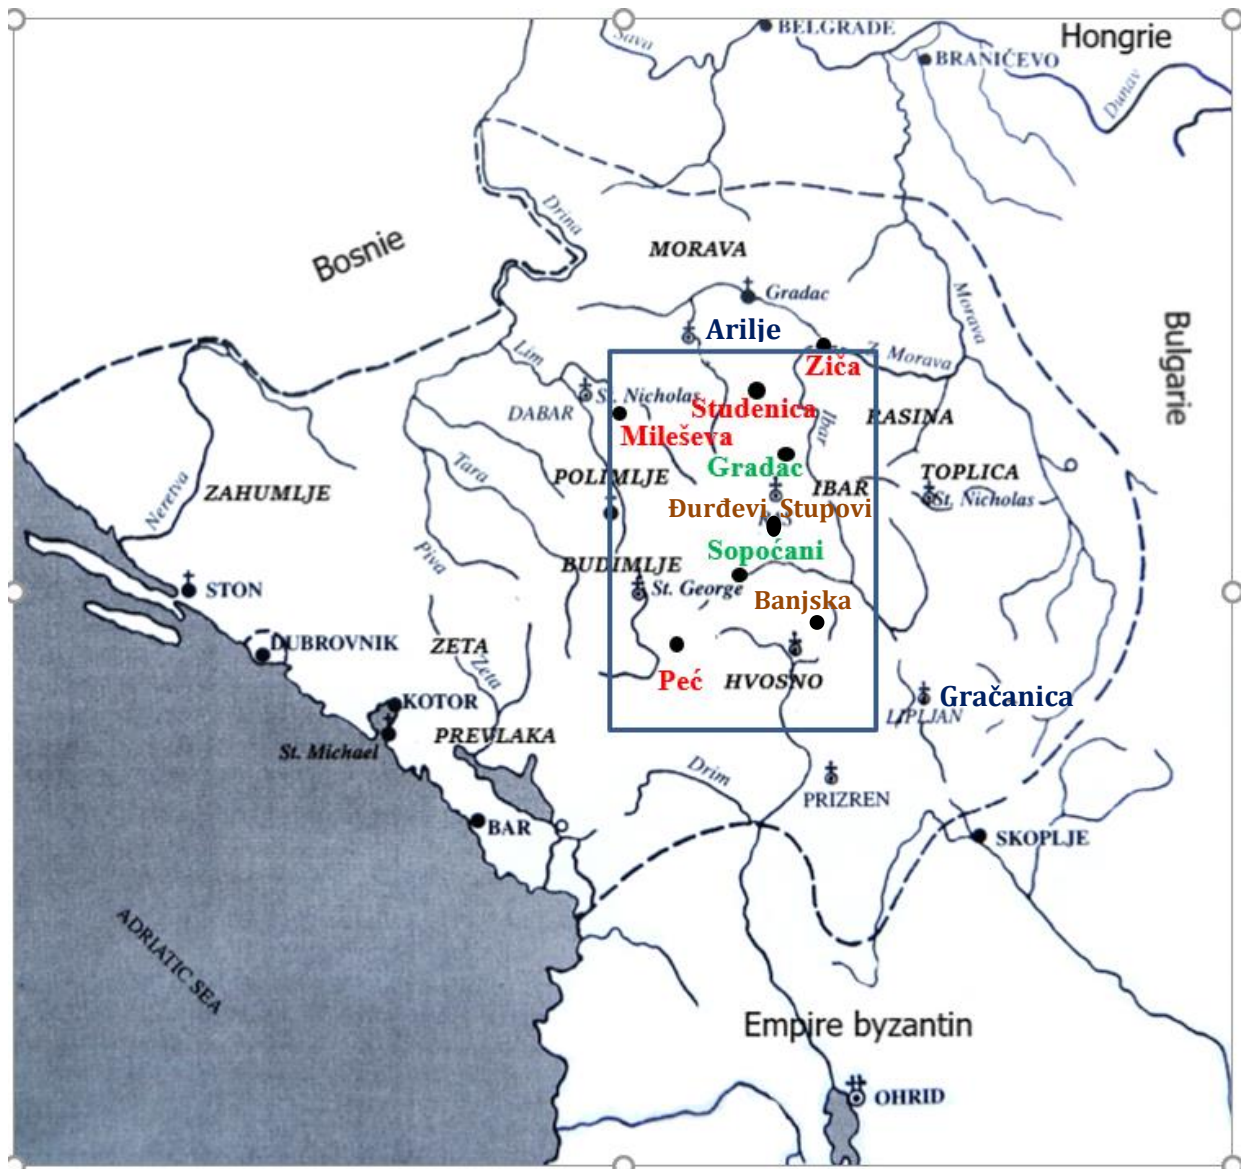 Hongrie
BELGRADE
Sava
BRANIČEVO
Dunav
Drina
Bosnie
MORAVA
Gradac
Morava
Bulgarie
Arilje
Lim
Z. Morava
Ziča
St. Nicholas
DABAR
Studenica
Ibar
RASINA
Mileševa
Tara
Gradac
POLIMLJE
IBAR
TOPLICA
Neretva
ZAHUMLJE
St. Nicholas
Đurđevi Stupovi
Piva
Sopoćani
BUDIMLJE
STON
St. George
Banjska
DUBROVNIK
ZETA
Zeta
Peć
HVOSNO
Gračanica
KOTOR
LIPLJAN
PREVLAKA
St. Michael
Drim
PRIZREN
BAR
SKOPLJE
ADRIATIC SEA
Empire byzantin
OHRID